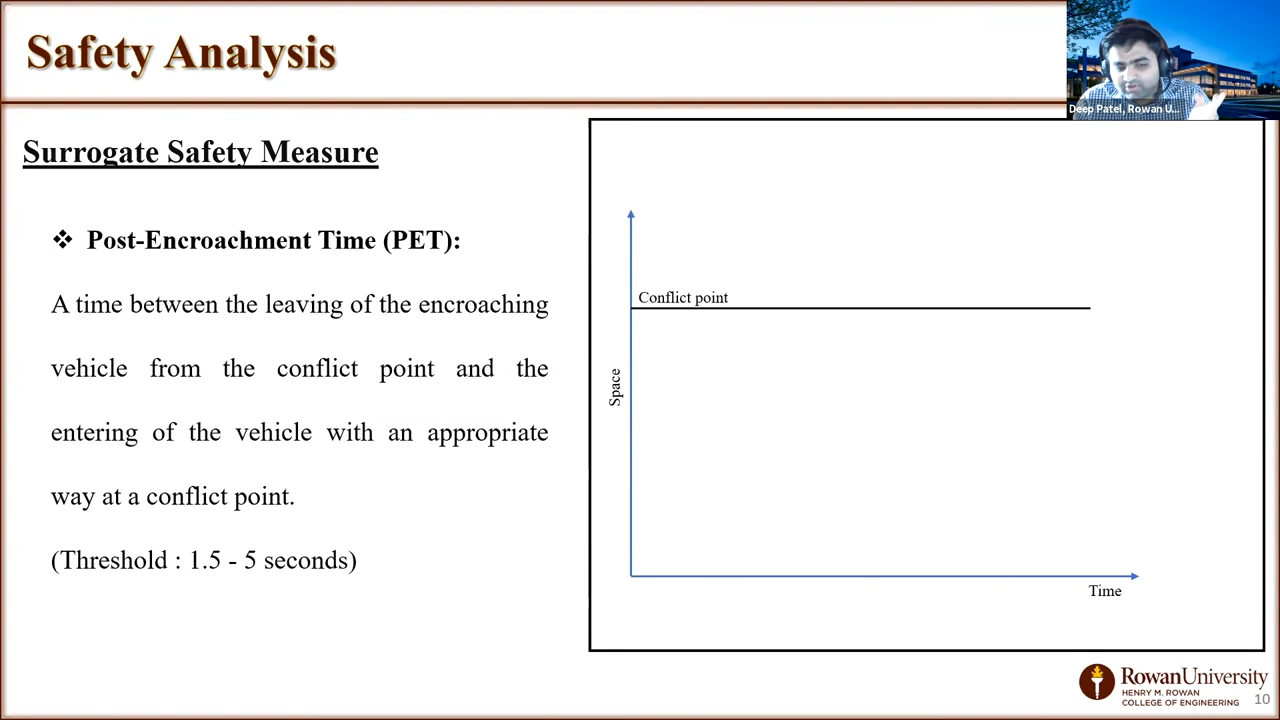 Safety Analysis
Deep Patel, Rowan U...
Surrogate Safety Measure
❖ Post-Encroachment Time (PET):
A time between the leaving of the encroaching
vehicle from the conflict point and the
entering of the vehicle with an appropriate
way at a conflict point.
(Threshold : 1.5 - 5 seconds)
Conflict point
Space
Time
RowanUniversity
HENRY M. ROWAN
COLLEGE OF ENGINEERING
10